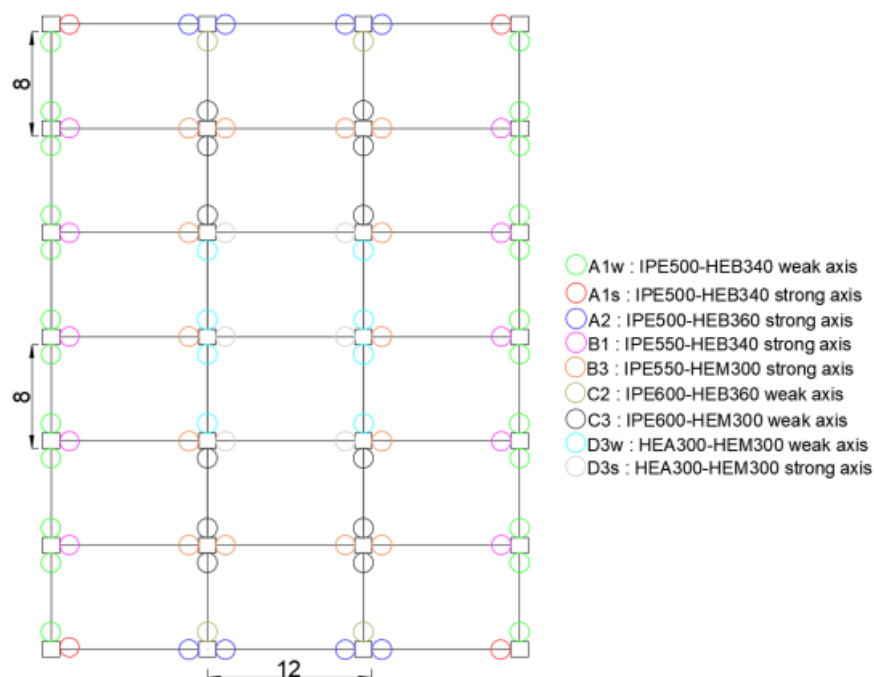 8
A1w : IPE500-HEB340 weak axis
A1s : IPE500-HEB340 strong axis
A2 : IPE500-HEB360 strong axis
B1 : IPE550-HEB340 strong axis
B3 : IPE550-HEM300 strong axis
C2 : IPE600-HEB360 weak axis
8
C3 : IPE600-HEM300 weak axis
D3w : HEA300-HEM300 weak axis
D3s : HEA300-HEM300 strong axis
12